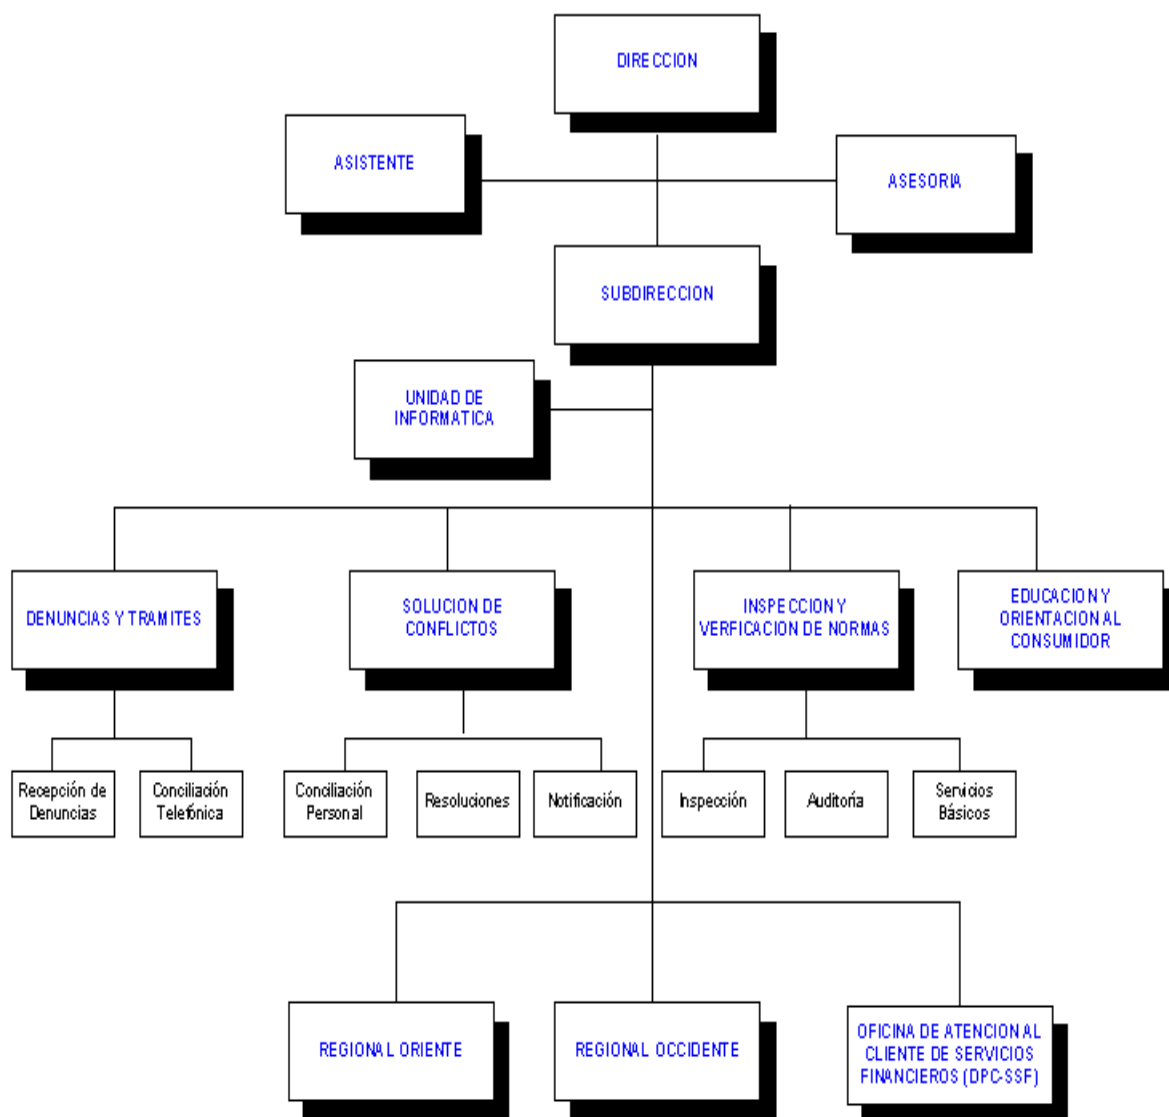 DIRECCION
ASISTENTE
ASESORIA
SUBDIRECCION
UNIDAD DE
INFORMATICA
DENUNCIAS Y TRAMITES
SOLUCION DE
CONFLICTOS
INSPECCION Y
VERFICACION DE NORMAS
EDUCACION Y
ORIENTACION AL
CONSUMIDOR
Recepción de
Denuncias
Conciliación
Telefónica
Conciliación
Personal
Resoluciones
Notificación
Inspección
Auditoría
Servicios
Básicos
REGIONAL ORIENTE
REGIONAL OCCIDENTE
OFICINA DE ATENCION AL
CLIENTE DE SERVICIOS
FINANCIEROS (DPC-SSF)